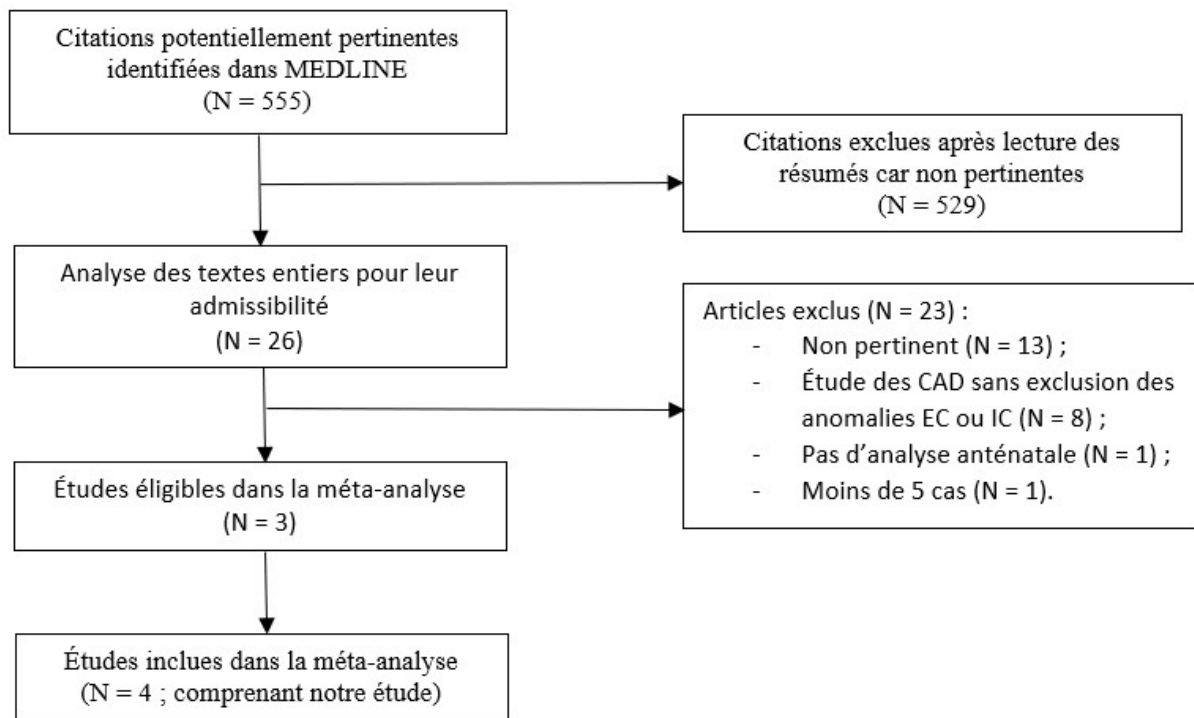 Citations potentiellement pertinentes
identifiées dans MEDLINE
(N = 555)
Citations exclues après lecture des
résumés car non pertinentes
(N = 529)
Analyse des textes entiers pour leur
admissibilité
(N = 26)
Articles exclus (N = 23) :
- Non pertinent (N = 13) ;
- Étude des CAD sans exclusion des
anomalies EC ou IC (N = 8) ;
- Pas d'analyse anténatale (N = 1) ;
- Moins de 5 cas (N = 1).
Études éligibles dans la méta-analyse
(N = 3)
Études inclues dans la méta-analyse
(N = 4 ; comprenant notre étude)